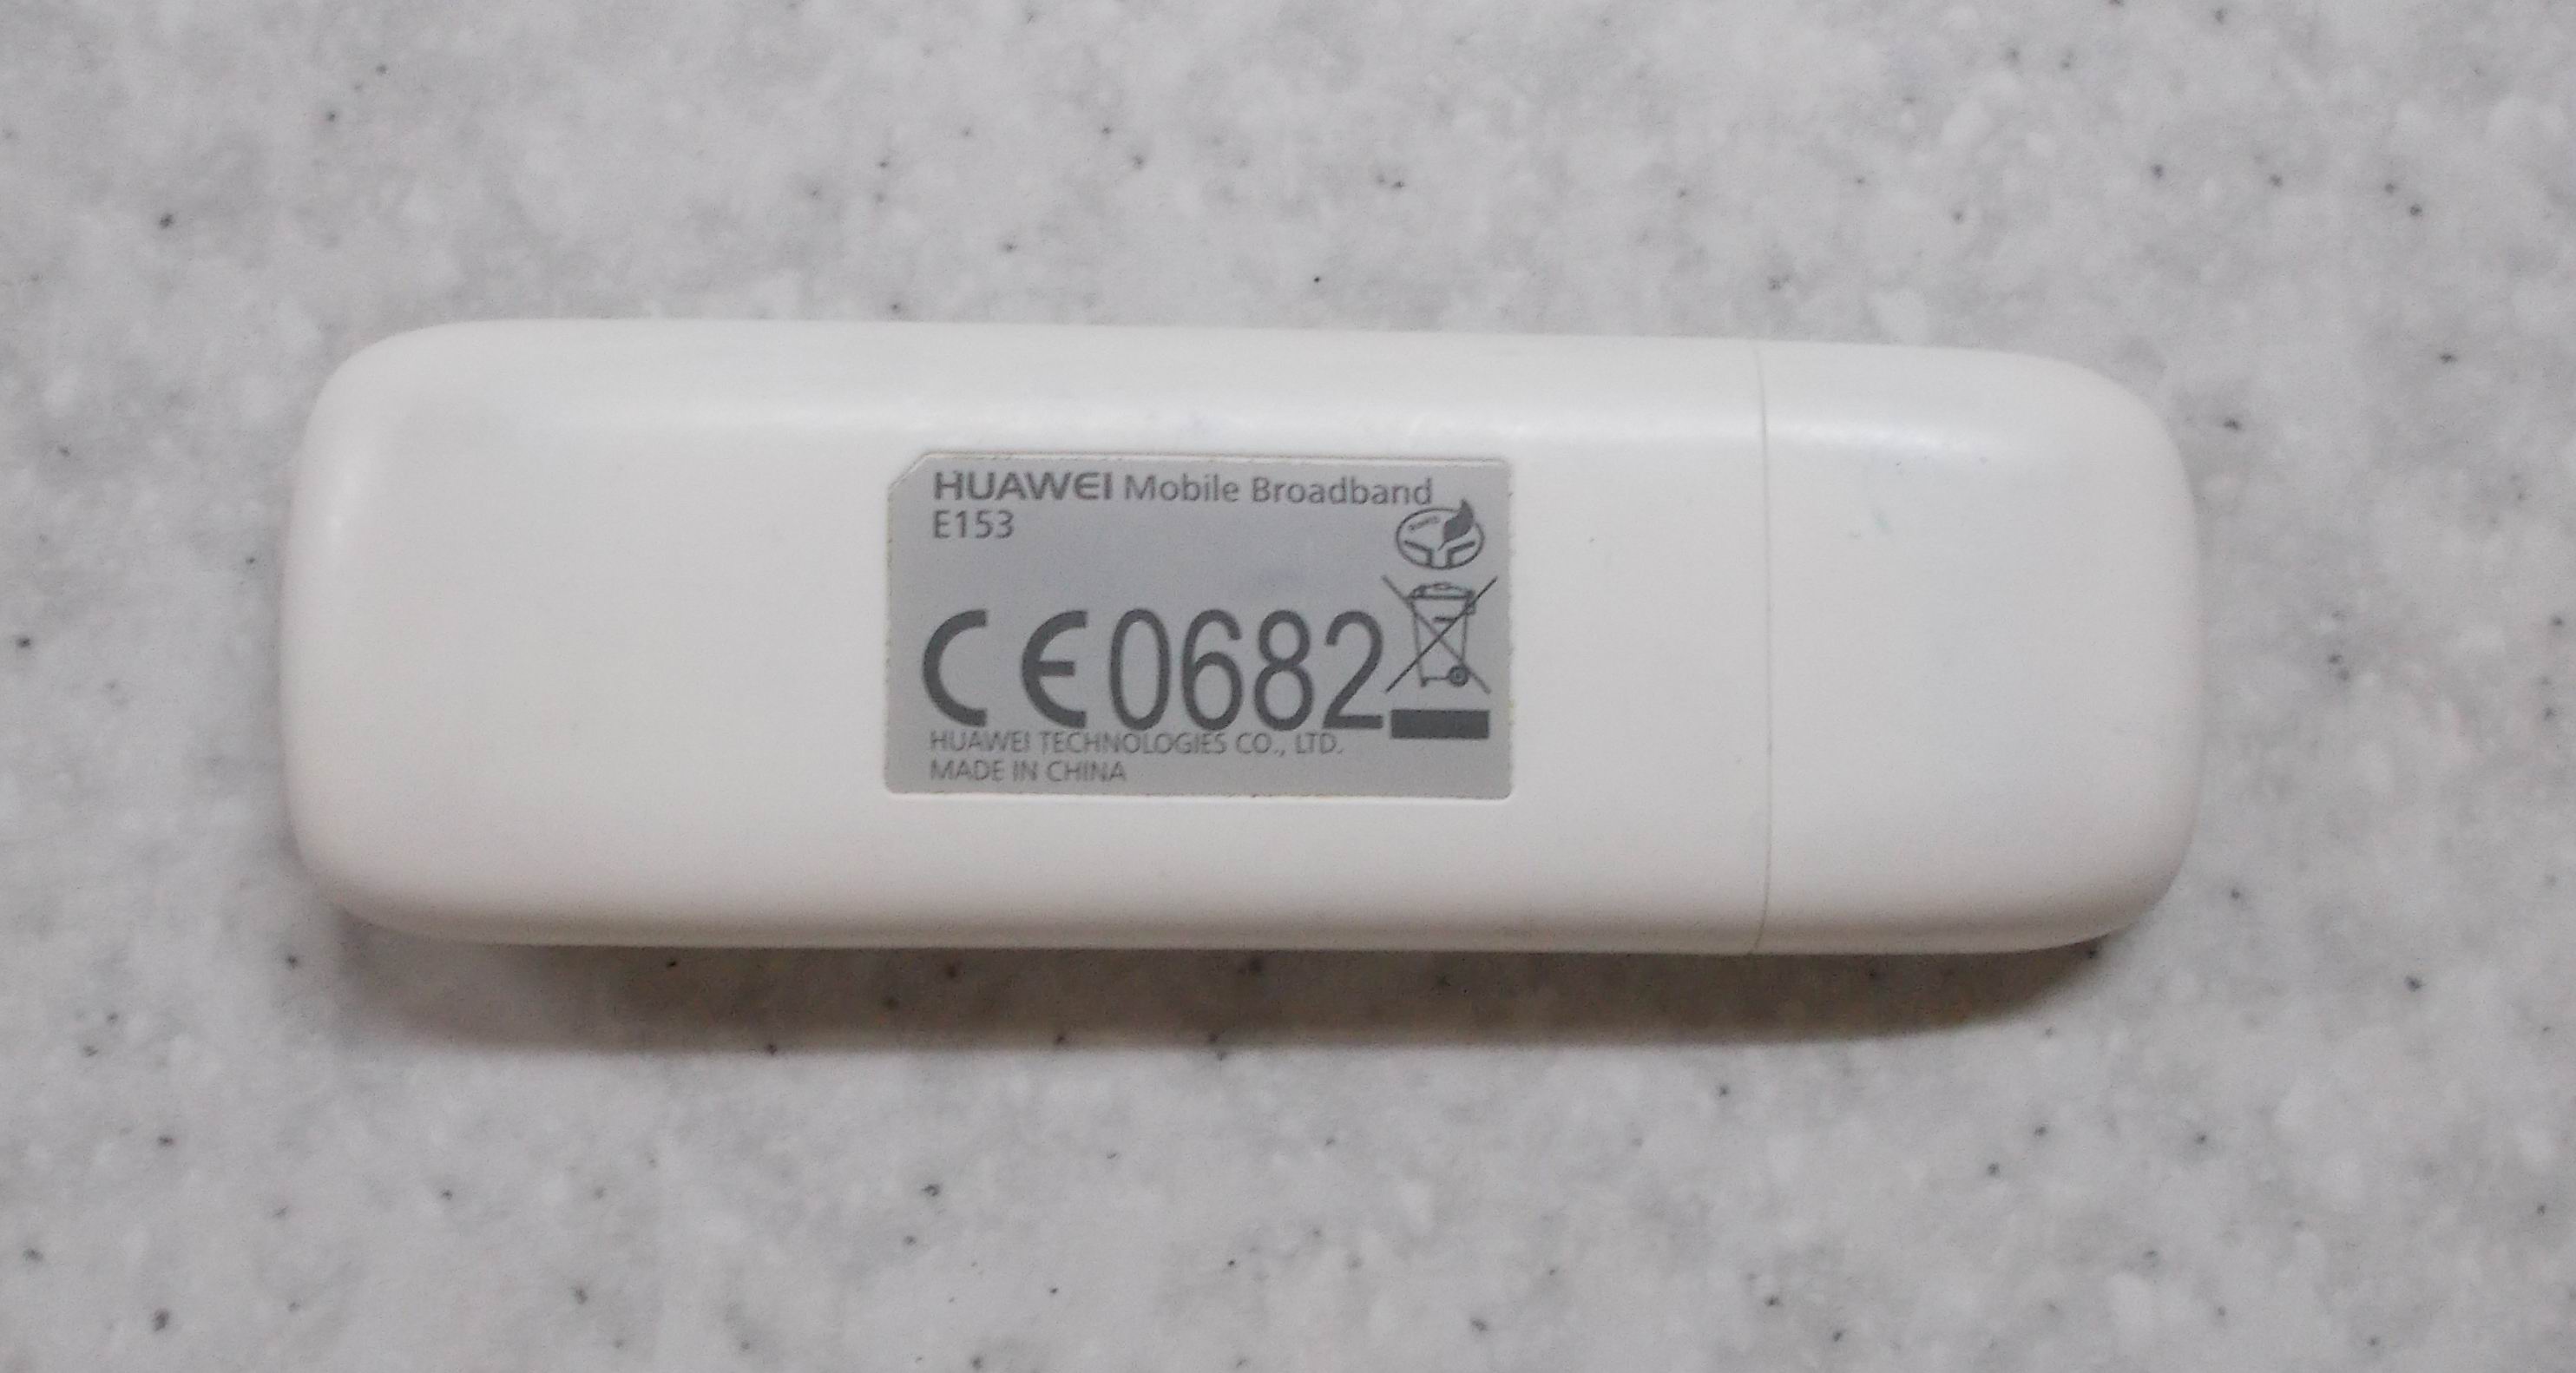 HUAWEI Mobile Broadband
E153
CE0682
HUAWEI TECHNOLOGIES CO., LTD.
MADE IN CHINA